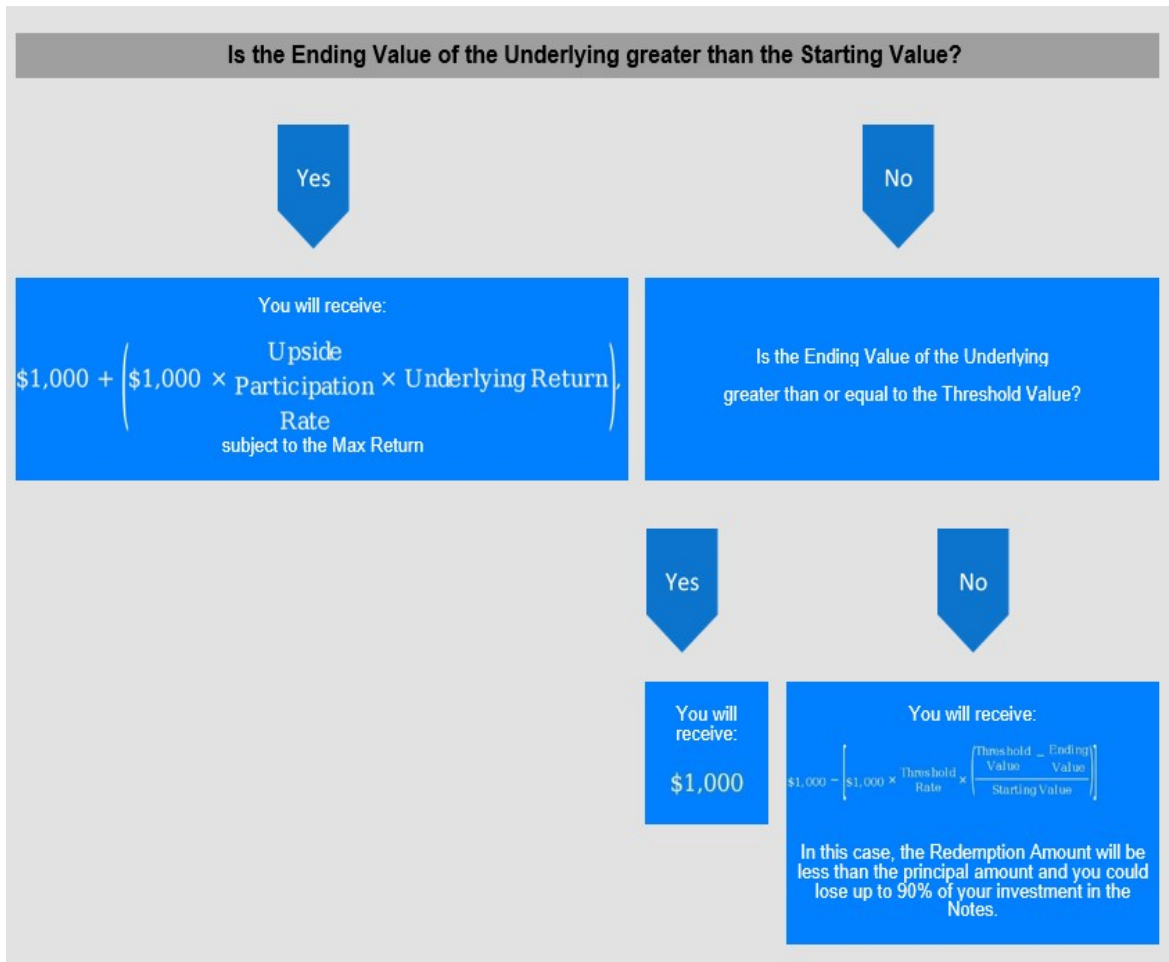 Is the Ending Value of the Underlying greater than the Starting Value?
Yes
No
You will receive:
$1,000 + ($1,000 × Upside Participation Rate × Underlying Return),
subject to the Max Return
Is the Ending Value of the Underlying
greater than or equal to the Threshold Value?
Yes
No
You will
receive:
$1,000
You will receive:
$1,000 − [$1,000 × Threshold Rate × ((Threshold Value − Ending Value) / Starting Value)]
In this case, the Redemption Amount will be
less than the principal amount and you could
lose up to 90% of your investment in the
Notes.